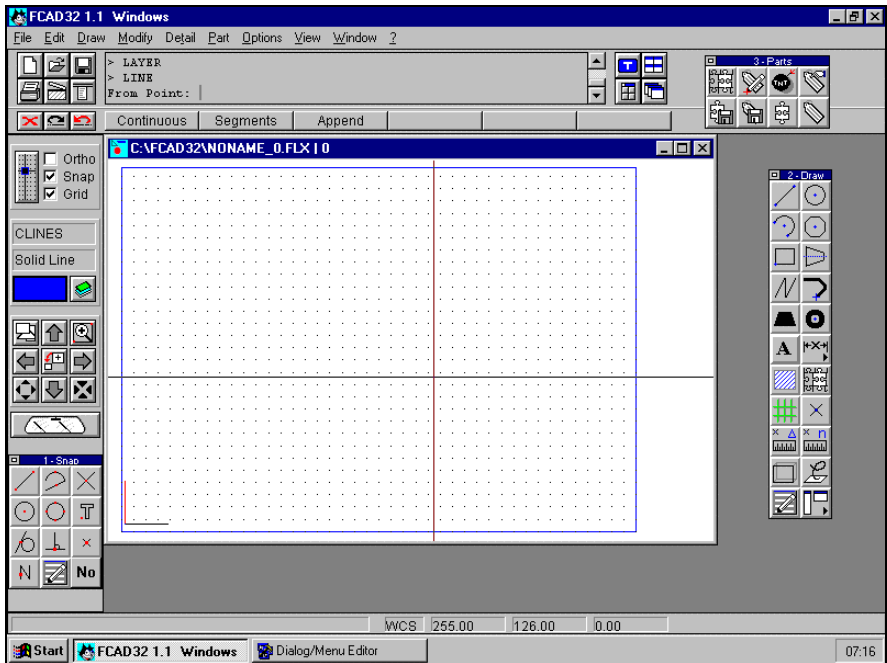 FCAD32 1.1 Windows
File Edit Draw Modify Detail Part Options View Window ?
> LAYER
> LINE
From Point:
T
3 - Parts
TNT
Continuous Segments Append
Ortho
Snap
Grid
C:\FCAD32\NONAME_0.FLX | 0
2 - Draw
CLINES
Solid Line
A
X
n
1 - Snap
T
N
No
WCS 255.00 126.00 0.00
Start FCAD32 1.1 Windows Dialog/Menu Editor 07:16